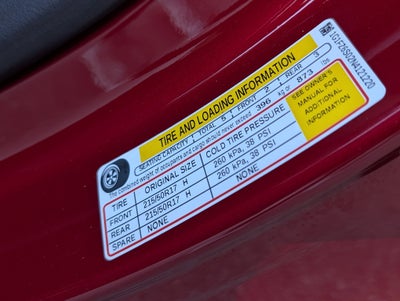 1G1FZ6S02N4121220
TIRE AND LOADING INFORMATION
SEATING CAPACITY | TOTAL 5 | FRONT 2 | REAR 3
The combined weight of occupants and cargo should never exceed 396 kg or 873 lbs
TIRE ORIGINAL SIZE COLD TIRE PRESSURE
FRONT 215/50R17 H 260 kPa, 38 PSI
REAR 215/50R17 H 260 kPa, 38 PSI
SPARE NONE NONE
SEE OWNER'S
MANUAL FOR
ADDITIONAL
INFORMATION